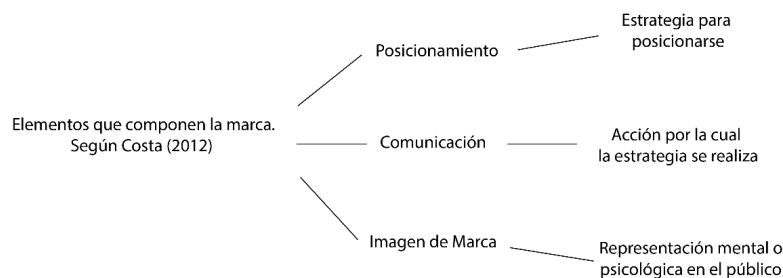 Elementos que componen la marca.
Según Costa (2012)
Posicionamiento
Estrategia para
posicionarse
Comunicación
Acción por la cual
la estrategia se realiza
Imagen de Marca
Representación mental o
psicológica en el público